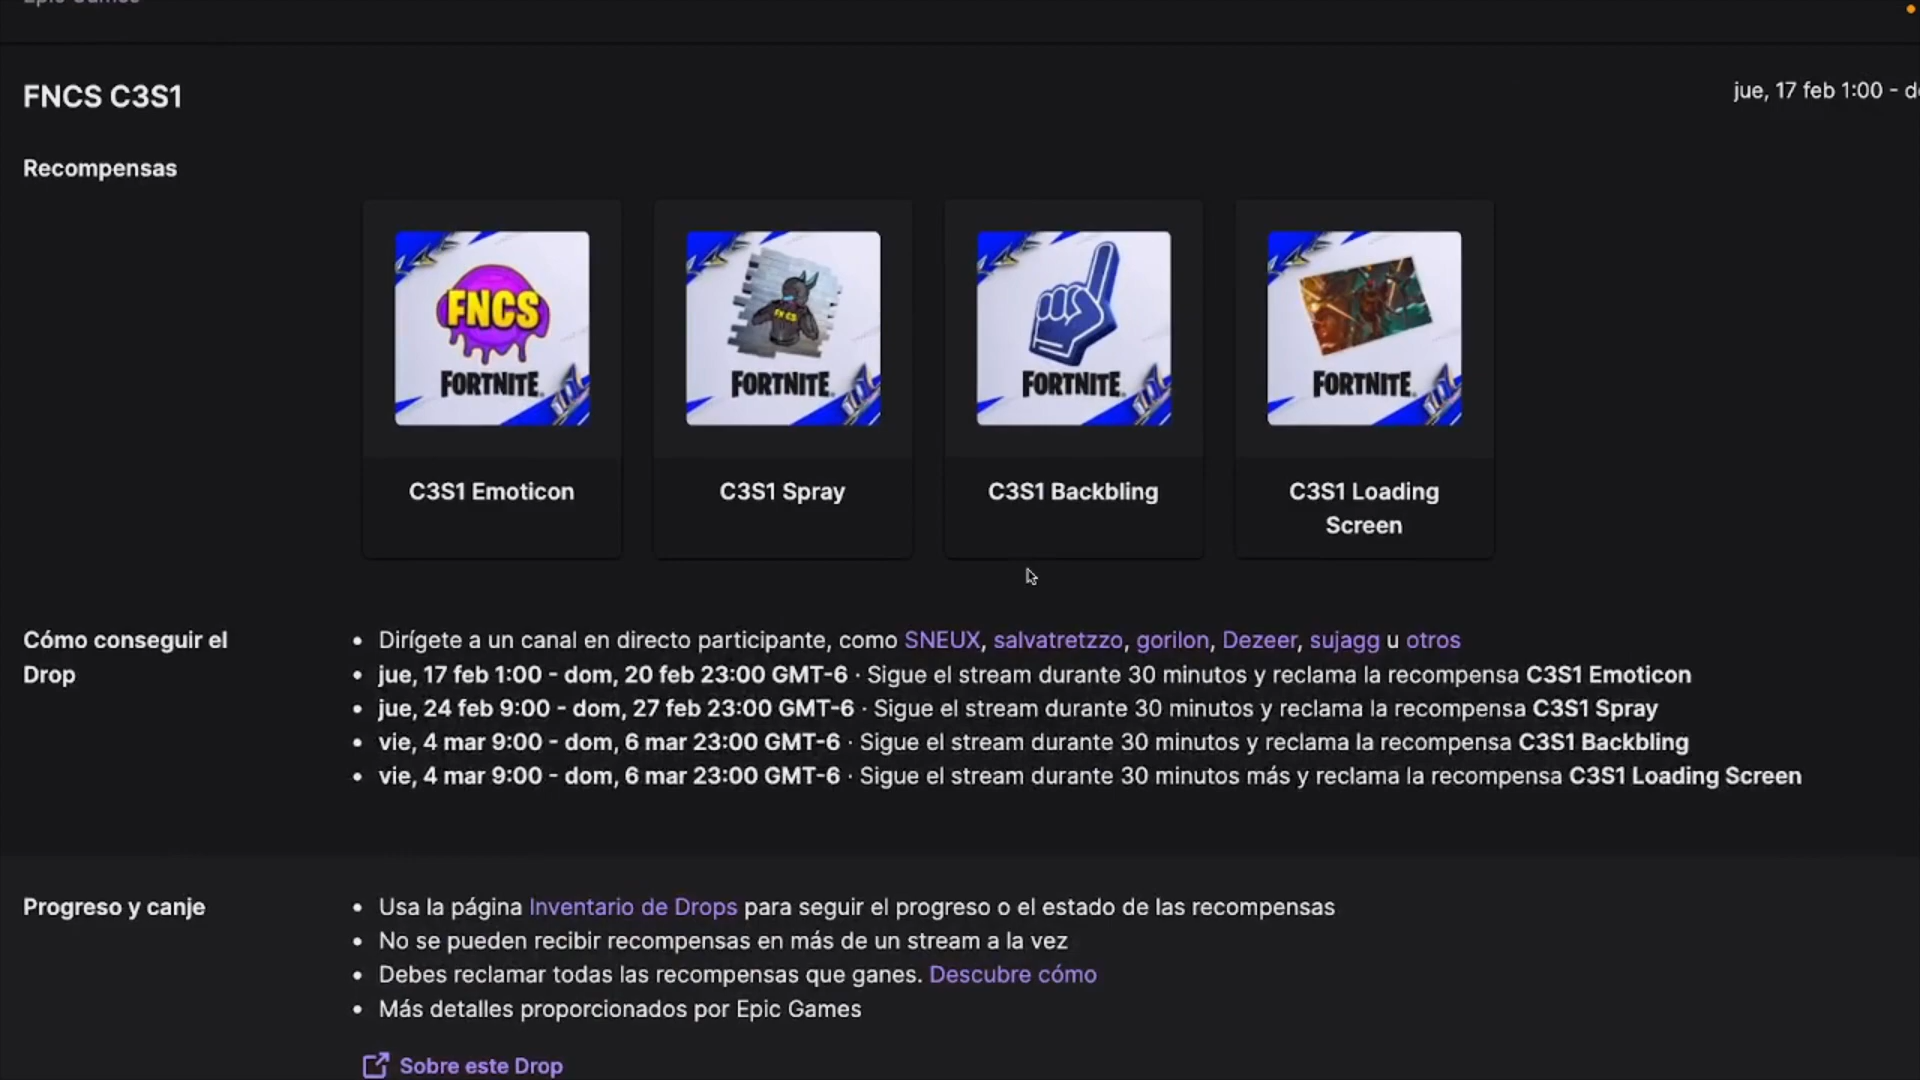 Epic Games
FNCS C3S1
jue, 17 feb 1:00 - d
Recompensas
FNCS
FORTNITE
FNCS
FORTNITE
FORTNITE
FORTNITE
C3S1 Emoticon
C3S1 Spray
C3S1 Backbling
C3S1 Loading
Screen
Cómo conseguir el
Drop
• Dirígete a un canal en directo participante, como SNEUX, salvatretzzo, gorilon, Dezeer, sujagg u otros
• jue, 17 feb 1:00 - dom, 20 feb 23:00 GMT-6 · Sigue el stream durante 30 minutos y reclama la recompensa C3S1 Emoticon
• jue, 24 feb 9:00 - dom, 27 feb 23:00 GMT-6 · Sigue el stream durante 30 minutos y reclama la recompensa C3S1 Spray
• vie, 4 mar 9:00 - dom, 6 mar 23:00 GMT-6 · Sigue el stream durante 30 minutos y reclama la recompensa C3S1 Backbling
• vie, 4 mar 9:00 - dom, 6 mar 23:00 GMT-6 · Sigue el stream durante 30 minutos más y reclama la recompensa C3S1 Loading Screen
Progreso y canje
• Usa la página Inventario de Drops para seguir el progreso o el estado de las recompensas
• No se pueden recibir recompensas en más de un stream a la vez
• Debes reclamar todas las recompensas que ganes. Descubre cómo
• Más detalles proporcionados por Epic Games
Sobre este Drop